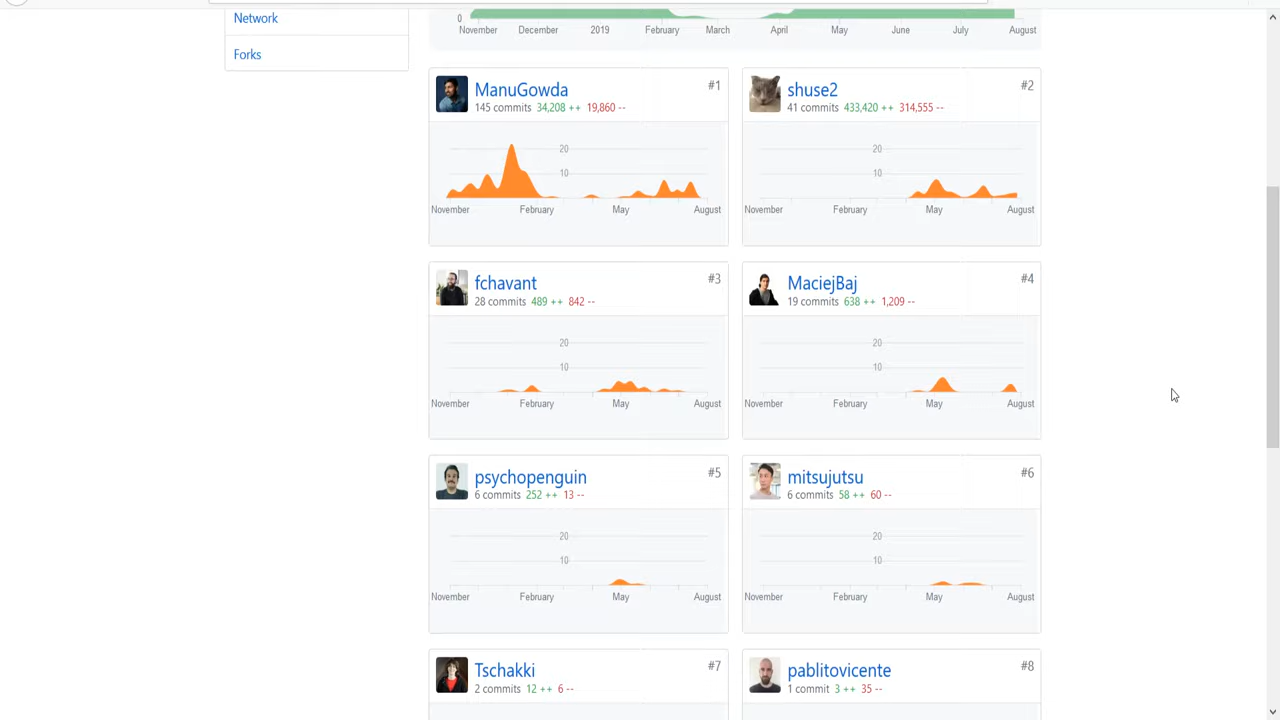 Network
Forks
0
November December 2019 February March April May June July August
ManuGowda #1
145 commits 34,208 ++ 19,860 --
20
10
November February May August
shuse2 #2
41 commits 433,420 ++ 314,555 --
20
10
November February May August
fchavant #3
28 commits 489 ++ 842 --
20
10
November February May August
MaciejBaj #4
19 commits 638 ++ 1,209 --
20
10
November February May August
psychopenguin #5
6 commits 252 ++ 13 --
20
10
November February May August
mitsujutsu #6
6 commits 58 ++ 60 --
20
10
November February May August
Tschakki #7
2 commits 12 ++ 6 --
pablitovicente #8
1 commit 3 ++ 35 --